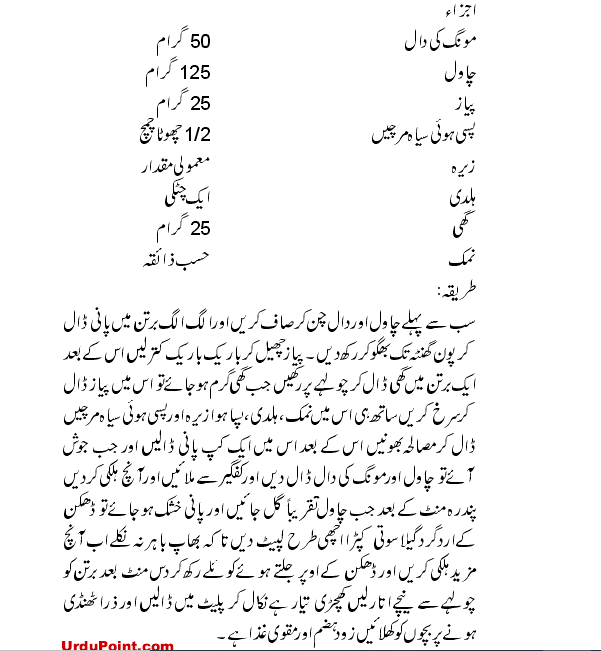 اجزاء
مونگ کی دال 50 گرام
چاول 125 گرام
پیاز 25 گرام
پسی ہوئی سیاہ مرچیں 1/2 چھوٹا چمچ
زیرہ معمولی مقدار
ہلدی ایک چٹکی
گھی 25 گرام
نمک حسب ذائقہ
طریقہ:
سب سے پہلے چاول اور دال چن کر صاف کریں اور الگ الگ برتن میں پانی ڈال
کر پون گھنٹہ تک بھگو کر رکھ دیں۔ پیاز چھیل کر باریک باریک کتر لیں اس کے بعد
ایک برتن میں گھی ڈال کر چولہے پر رکھیں جب گھی گرم ہو جائے تو اس میں پیاز ڈال
کر سرخ کریں ساتھ ہی اس میں نمک، ہلدی، پسا ہوا زیرہ اور پسی ہوئی سیاہ مرچیں
ڈال کر مصالحہ بھونیں اس کے بعد اس میں ایک کپ پانی ڈالیں اور جب جوش
آئے تو چاول اور مونگ کی دال ڈال دیں اور کفگیر سے ملائیں اور آنچ ہلکی کر دیں
پندرہ منٹ کے بعد جب چاول تقریباً گل جائیں اور پانی خشک ہو جائے تو ڈھکن
کے ارد گرد گیلا سوتی کپڑا اچھی طرح لپیٹ دیں تاکہ بھاپ باہر نہ نکلے اب آنچ
مزید ہلکی کریں اور ڈھکن کے اوپر جلتے ہوئے کوئلے رکھ کر دس منٹ بعد برتن کو
چولہے سے نیچے اتار لیں کھچڑی تیار ہے نکال کر پلیٹ میں ڈالیں اور ذرا ٹھنڈی
ہونے پر بچوں کو کھلائیں زود ہضم اور مقوی غذا ہے۔
UrduPoint.com